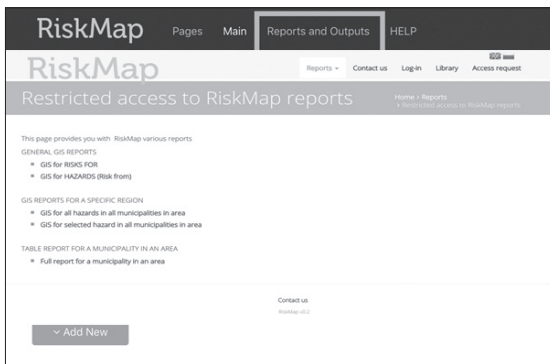 RiskMap Pages Main Reports and Outputs HELP
RiskMap
Reports Contact us Log-in Library Access request
Restricted access to RiskMap reports
Home › Reports
› Restricted access to RiskMap reports
This page provides you with RiskMap various reports
GENERAL GIS REPORTS
GIS for RISKS FOR
GIS for HAZARDS (Risk from)
GIS REPORTS FOR A SPECIFIC REGION
GIS for all hazards in all municipalities in area
GIS for selected hazard in all municipalities in area
TABLE REPORT FOR A MUNICIPALITY IN AN AREA
Full report for a municipality in an area
Contact us
RiskMap v0.2
Add New